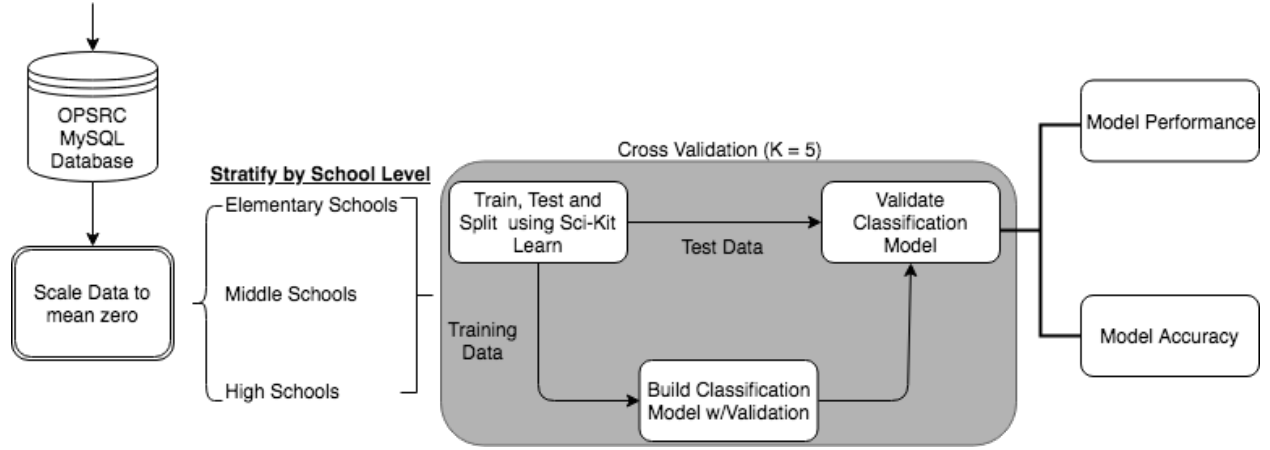 OPSRC
MySQL
Database
Scale Data to
mean zero
Stratify by School Level
Elementary Schools
Middle Schools
High Schools
Cross Validation (K = 5)
Train, Test and
Split using Sci-Kit
Learn
Test Data
Validate
Classification
Model
Training
Data
Build Classification
Model w/Validation
Model Performance
Model Accuracy